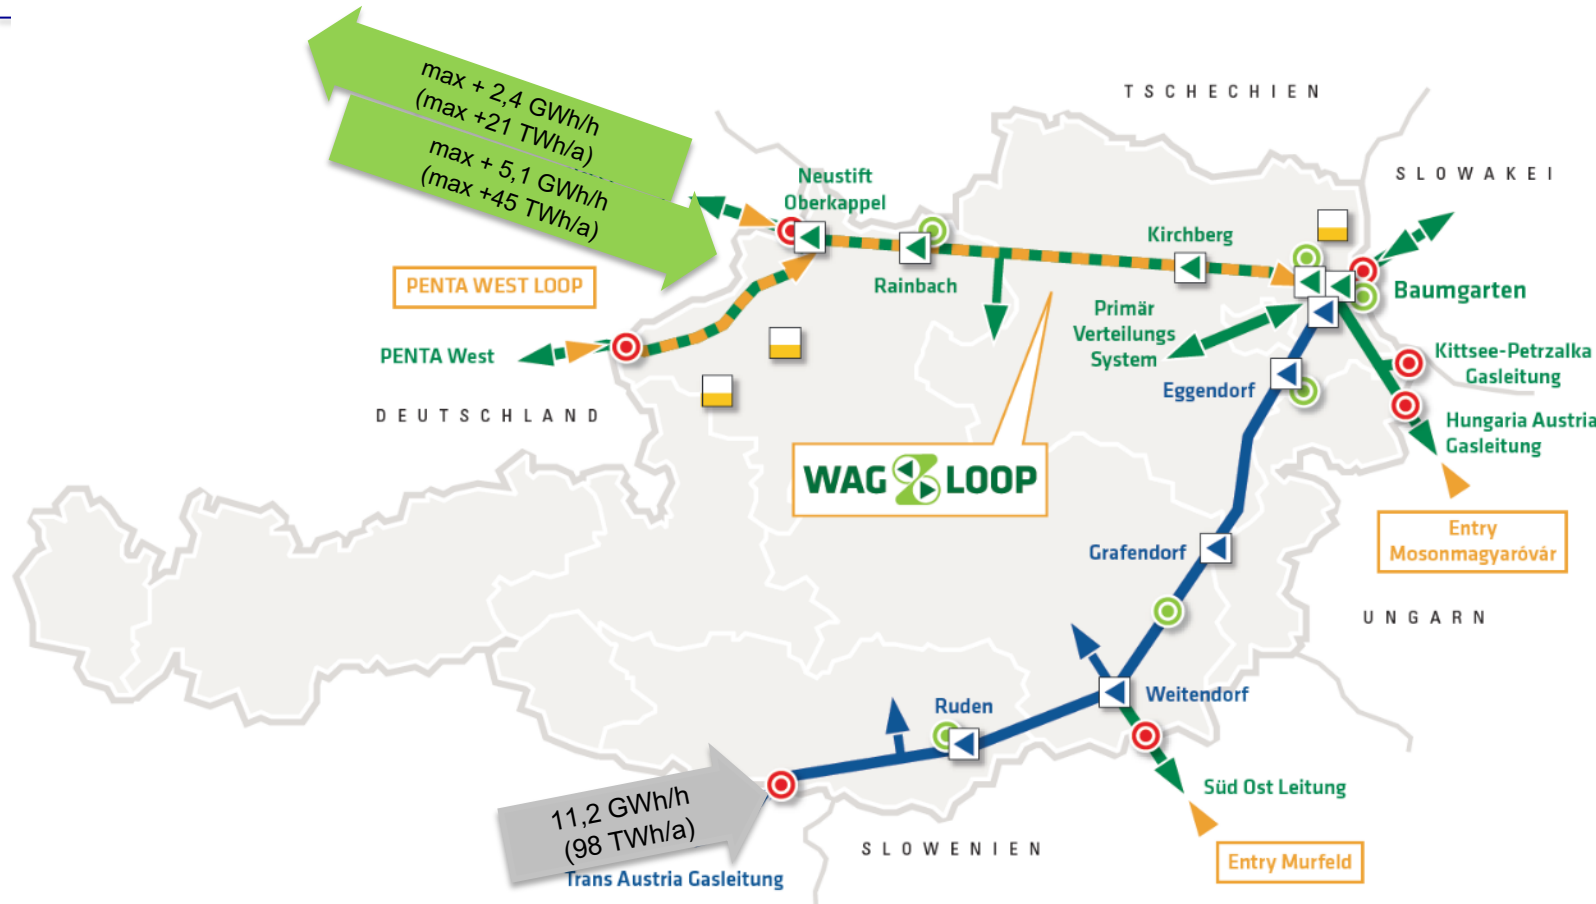 max + 2,4 GWh/h
(max +21 TWh/a)
max + 5,1 GWh/h
(max +45 TWh/a)
TSCHECHIEN
SLOWAKEI
Neustift
Oberkappel
Kirchberg
Rainbach
PENTA WEST LOOP
Baumgarten
Primär
Verteilungs
System
PENTA West
Kittsee-Petrzalka
Gasleitung
Eggendorf
DEUTSCHLAND
Hungaria Austria
Gasleitung
WAG LOOP
Entry
Mosonmagyaróvár
Grafendorf
UNGARN
Weitendorf
Ruden
Süd Ost Leitung
11,2 GWh/h
(98 TWh/a)
SLOWENIEN
Entry Murfeld
Trans Austria Gasleitung